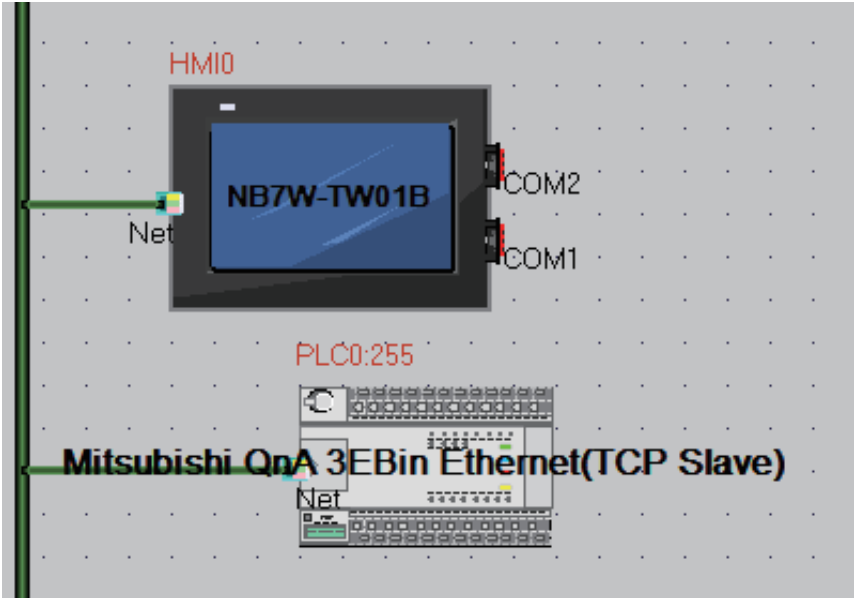 HMI0
NB7W-TW01B
COM2
Net
COM1
PLC0:255
Mitsubishi QnA 3EBin Ethernet(TCP Slave)
Net